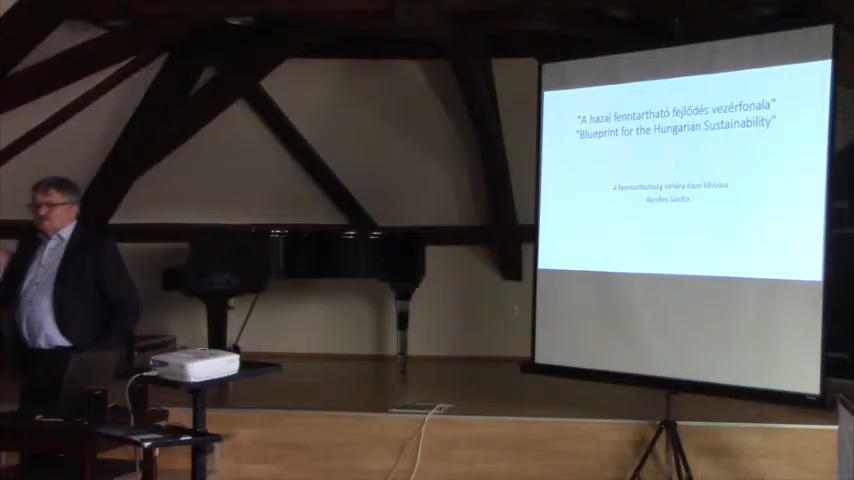 "A hazai fenntartható fejlődés vezérfonala"
"Blueprint for the Hungarian Sustainability"
A fenntarthatóság néhány hazai kihívása
Kerekes Sándor